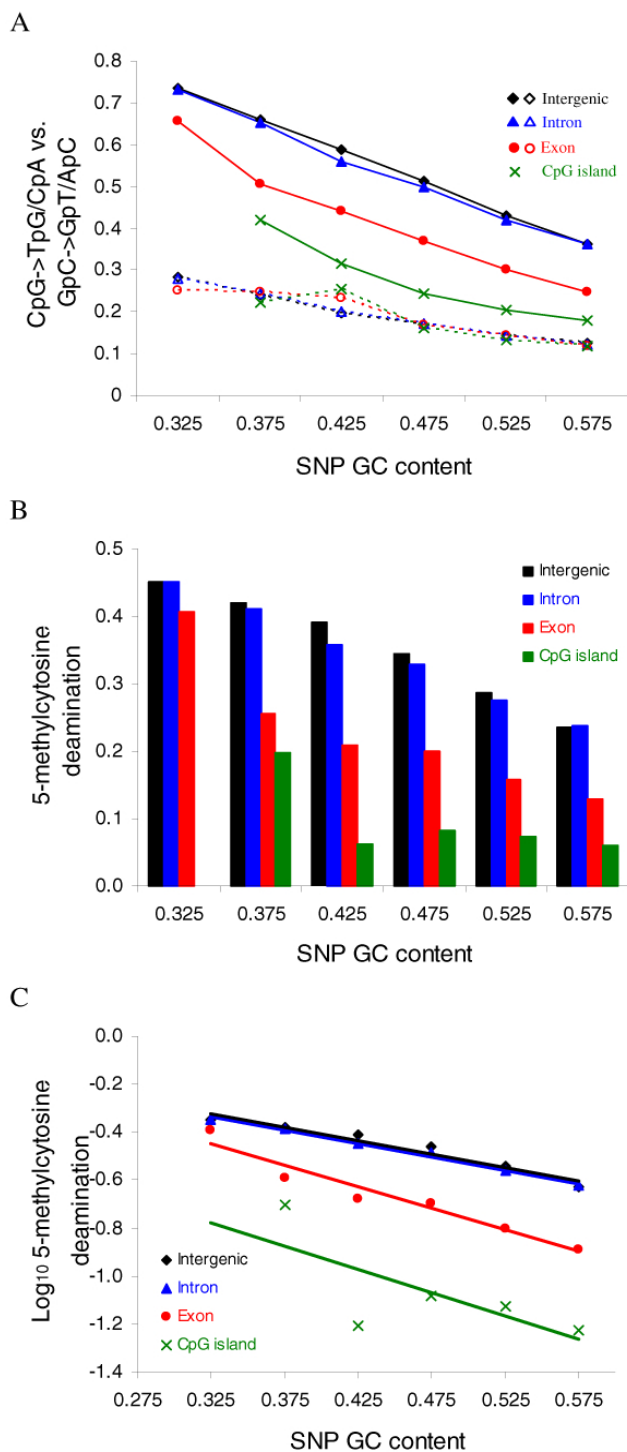 A
CpG->TpG/CpA vs.
GpC->GpT/ApC
0.8
0.7
0.6
0.5
0.4
0.3
0.2
0.1
0
Intergenic
Intron
Exon
CpG island
0.325 0.375 0.425 0.475 0.525 0.575
SNP GC content
B
5-methylcytosine
deamination
0.5
0.4
0.3
0.2
0.1
0.0
Intergenic
Intron
Exon
CpG island
0.325 0.375 0.425 0.475 0.525 0.575
SNP GC content
C
Log10 5-methylcytosine
deamination
0.0
-0.2
-0.4
-0.6
-0.8
-1.0
-1.2
-1.4
Intergenic
Intron
Exon
CpG island
0.275 0.325 0.375 0.425 0.475 0.525 0.575
SNP GC content